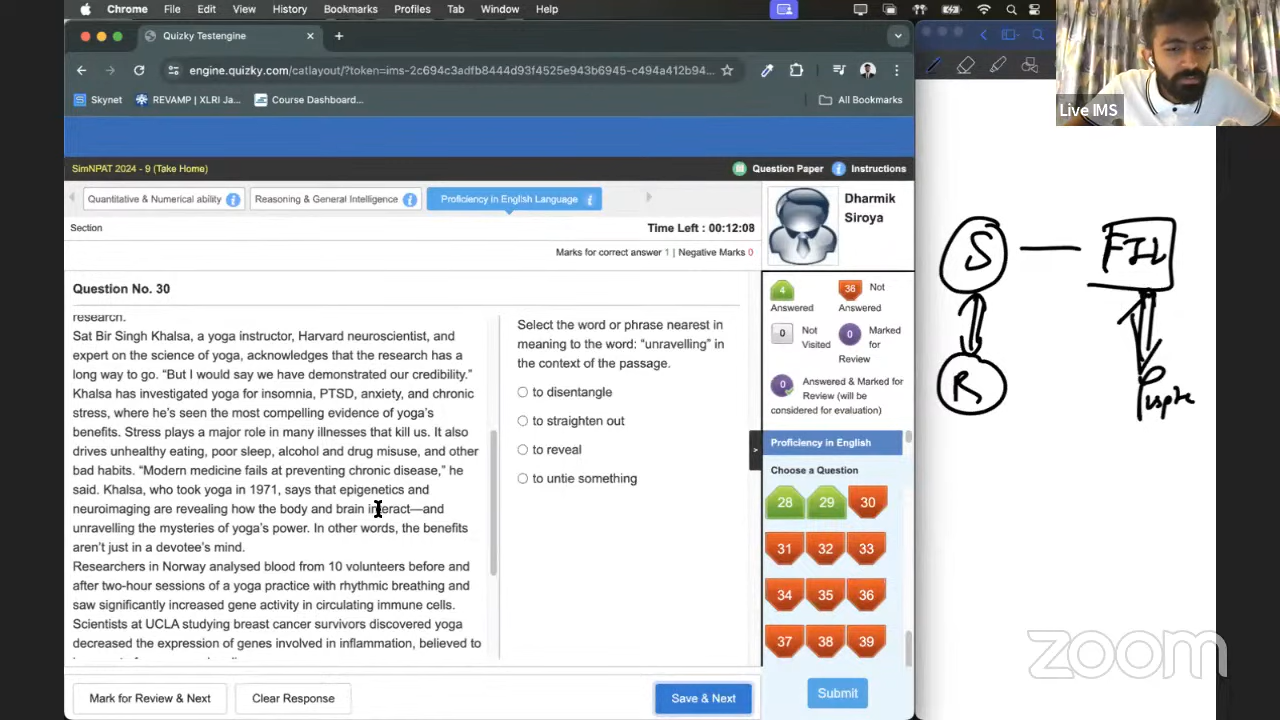 Chrome File Edit View History Bookmarks Profiles Tab Window Help
Quizky Testengine
engine.quizky.com/catlayout/?token=ims-2c694c3adfb8444d93f4525e943b6945-c494a412b94...
Skynet REVAMP | XLRI Ja... Course Dashboard... All Bookmarks
SimNPAT 2024 - 9 (Take Home) Question Paper Instructions
Quantitative & Numerical ability Reasoning & General Intelligence Proficiency in English Language
Dharmik Siroya
Section Time Left : 00:12:08
Marks for correct answer 1 | Negative Marks 0
Question No. 30
research.
Sat Bir Singh Khalsa, a yoga instructor, Harvard neuroscientist, and
expert on the science of yoga, acknowledges that the research has a
long way to go. “But I would say we have demonstrated our credibility.”
Khalsa has investigated yoga for insomnia, PTSD, anxiety, and chronic
stress, where he’s seen the most compelling evidence of yoga’s
benefits. Stress plays a major role in many illnesses that kill us. It also
drives unhealthy eating, poor sleep, alcohol and drug misuse, and other
bad habits. “Modern medicine fails at preventing chronic disease,” he
said. Khalsa, who took yoga in 1971, says that epigenetics and
neuroimaging are revealing how the body and brain interact—and
unravelling the mysteries of yoga’s power. In other words, the benefits
aren’t just in a devotee’s mind.
Researchers in Norway analysed blood from 10 volunteers before and
after two-hour sessions of a yoga practice with rhythmic breathing and
saw significantly increased gene activity in circulating immune cells.
Scientists at UCLA studying breast cancer survivors discovered yoga
decreased the expression of genes involved in inflammation, believed to
Select the word or phrase nearest in
meaning to the word: “unravelling” in
the context of the passage.
to disentangle
to straighten out
to reveal
to untie something
4 Answered
36 Not Answered
0 Not Visited
0 Marked for Review
0 Answered & Marked for Review (will be considered for evaluation)
Proficiency in English
Choose a Question
28 29 30
31 32 33
34 35 36
37 38 39
Mark for Review & Next Clear Response Save & Next Submit
Live IMS
S FIL
R
zoom